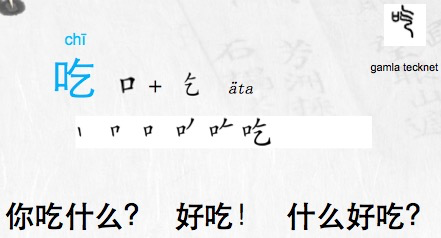 chī
吃 口 + 乞 äta
gamla tecknet
你吃什么? 好吃! 什么好吃?